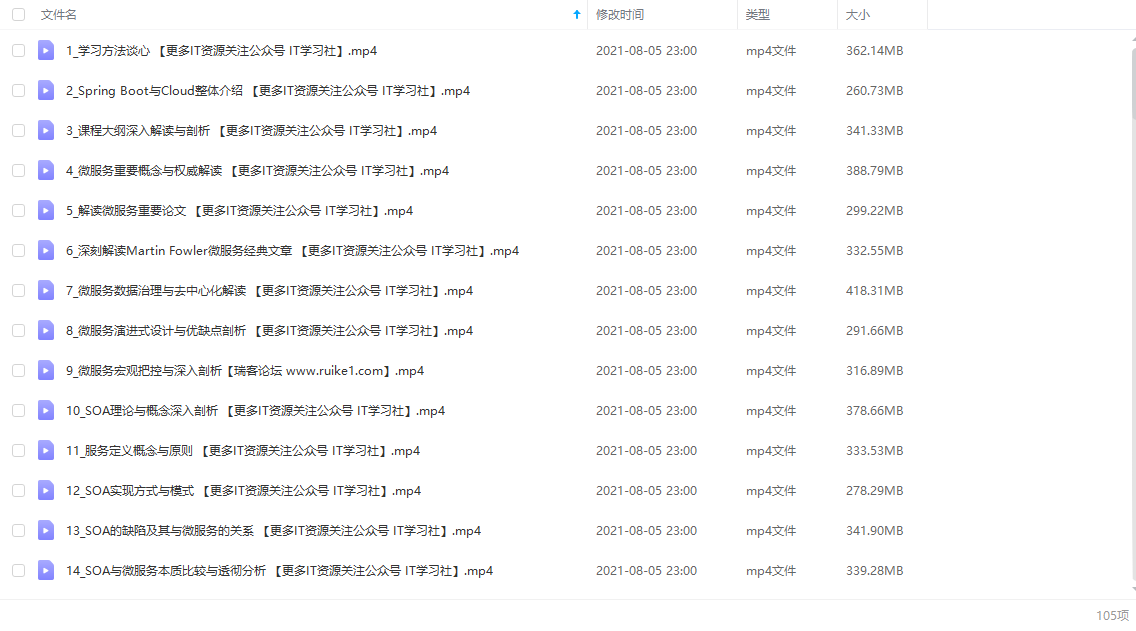 文件名 修改时间 类型 大小
1_学习方法谈心 【更多IT资源关注公众号 IT学习社】.mp4 2021-08-05 23:00 mp4文件 362.14MB
2_Spring Boot与Cloud整体介绍 【更多IT资源关注公众号 IT学习社】.mp4 2021-08-05 23:00 mp4文件 260.73MB
3_课程大纲深入解读与剖析 【更多IT资源关注公众号 IT学习社】.mp4 2021-08-05 23:00 mp4文件 341.33MB
4_微服务重要概念与权威解读 【更多IT资源关注公众号 IT学习社】.mp4 2021-08-05 23:00 mp4文件 388.79MB
5_解读微服务重要论文 【更多IT资源关注公众号 IT学习社】.mp4 2021-08-05 23:00 mp4文件 299.22MB
6_深刻解读Martin Fowler微服务经典文章 【更多IT资源关注公众号 IT学习社】.mp4 2021-08-05 23:00 mp4文件 332.55MB
7_微服务数据治理与去中心化解读 【更多IT资源关注公众号 IT学习社】.mp4 2021-08-05 23:00 mp4文件 418.31MB
8_微服务演进式设计与优缺点剖析 【更多IT资源关注公众号 IT学习社】.mp4 2021-08-05 23:00 mp4文件 291.66MB
9_微服务宏观把控与深入剖析【瑞客论坛 www.ruike1.com】.mp4 2021-08-05 23:00 mp4文件 316.89MB
10_SOA理论与概念深入剖析 【更多IT资源关注公众号 IT学习社】.mp4 2021-08-05 23:00 mp4文件 378.66MB
11_服务定义概念与原则 【更多IT资源关注公众号 IT学习社】.mp4 2021-08-05 23:00 mp4文件 333.53MB
12_SOA实现方式与模式 【更多IT资源关注公众号 IT学习社】.mp4 2021-08-05 23:00 mp4文件 278.29MB
13_SOA的缺陷及其与微服务的关系 【更多IT资源关注公众号 IT学习社】.mp4 2021-08-05 23:00 mp4文件 341.90MB
14_SOA与微服务本质比较与透彻分析 【更多IT资源关注公众号 IT学习社】.mp4 2021-08-05 23:00 mp4文件 339.28MB
105项